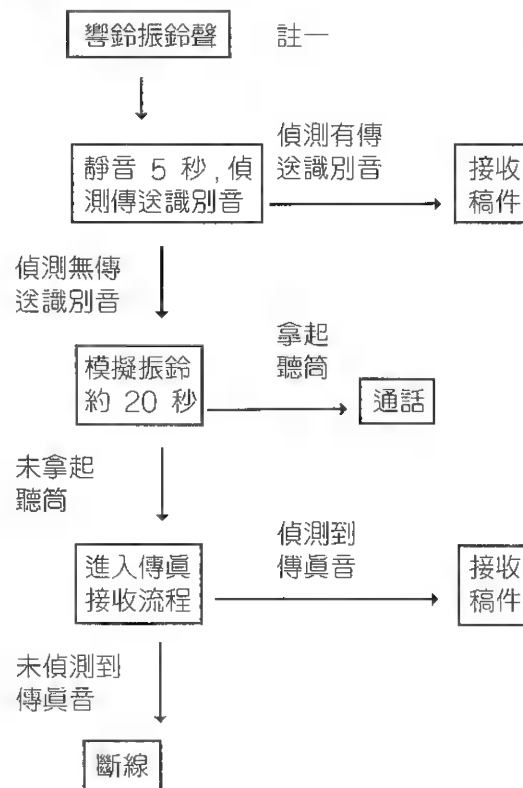 響鈴振鈴聲 註一
偵測有傳
靜音 5 秒,偵 送識別音 接收
測傳送識別音 稿件
偵測無傳
送識別音
拿起
模擬振鈴 聽筒
約 20 秒 通話
未拿起
聽筒
偵測到
進入傳眞 傳眞音 接收
接收流程 稿件
未偵測到
傳眞音
斷線